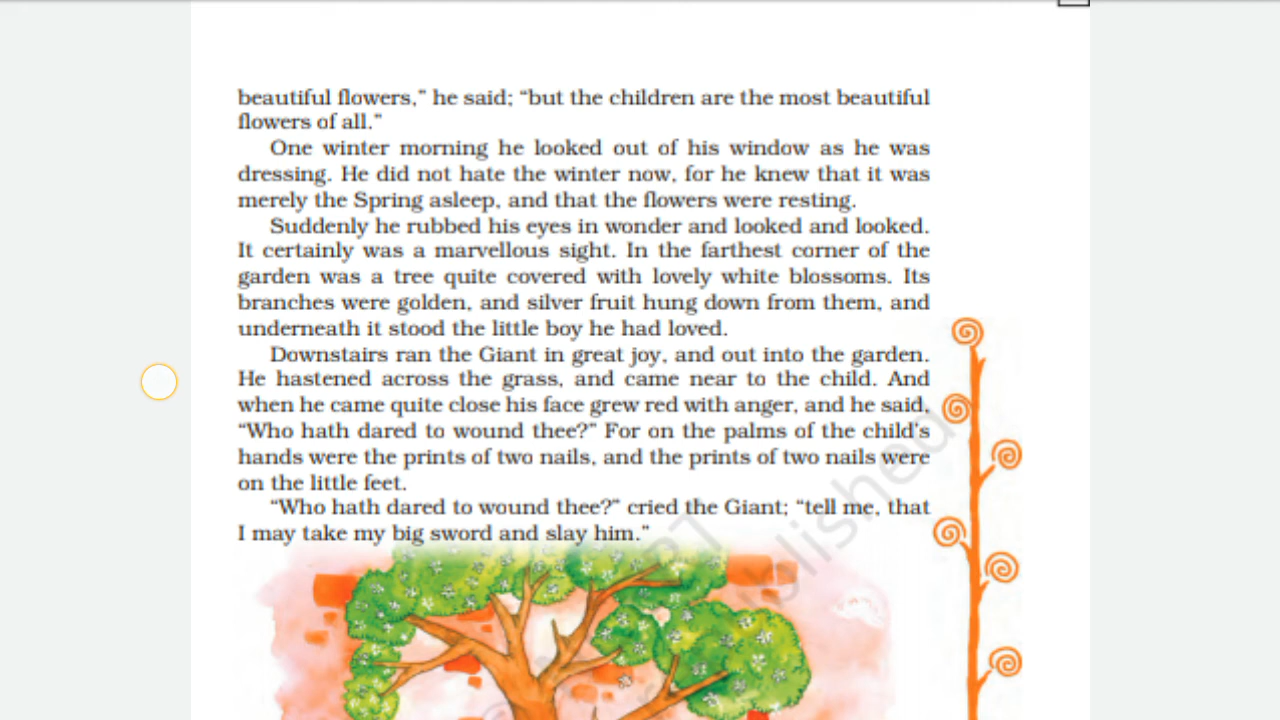 beautiful flowers,” he said; “but the children are the most beautiful
flowers of all.”
One winter morning he looked out of his window as he was
dressing. He did not hate the winter now, for he knew that it was
merely the Spring asleep, and that the flowers were resting.
Suddenly he rubbed his eyes in wonder and looked and looked.
It certainly was a marvellous sight. In the farthest corner of the
garden was a tree quite covered with lovely white blossoms. Its
branches were golden, and silver fruit hung down from them, and
underneath it stood the little boy he had loved.
Downstairs ran the Giant in great joy, and out into the garden.
He hastened across the grass, and came near to the child. And
when he came quite close his face grew red with anger, and he said,
“Who hath dared to wound thee?” For on the palms of the child’s
hands were the prints of two nails, and the prints of two nails were
on the little feet.
“Who hath dared to wound thee?” cried the Giant; “tell me, that
I may take my big sword and slay him.”